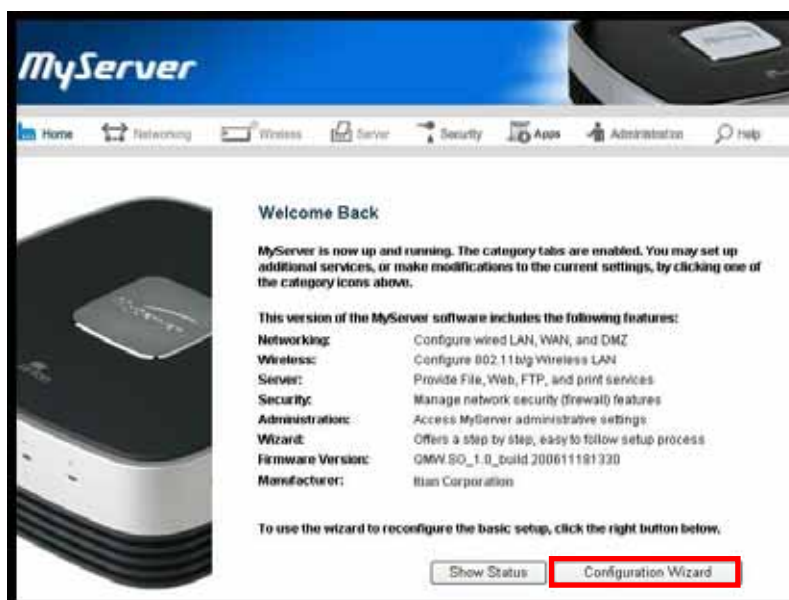 MyServer
Home Networking Wireless Server Security Apps Administration Help
Welcome Back
MyServer is now up and running. The category tabs are enabled. You may set up
additional services, or make modifications to the current settings, by clicking one of
the category icons above.
This version of the MyServer software includes the following features:
Networking: Configure wired LAN, WAN, and DMZ
Wireless: Configure 802.11b/g Wireless LAN
Server: Provide File, Web, FTP, and print services
Security: Manage network security (firewall) features
Administration: Access MyServer administrative settings
Wizard: Offers a step by step, easy to follow setup process
Firmware Version: QMW.SO_1.0_build.200611181330
Manufacturer: Itian Corporation
To use the wizard to reconfigure the basic setup, click the right button below.
Show Status Configuration Wizard